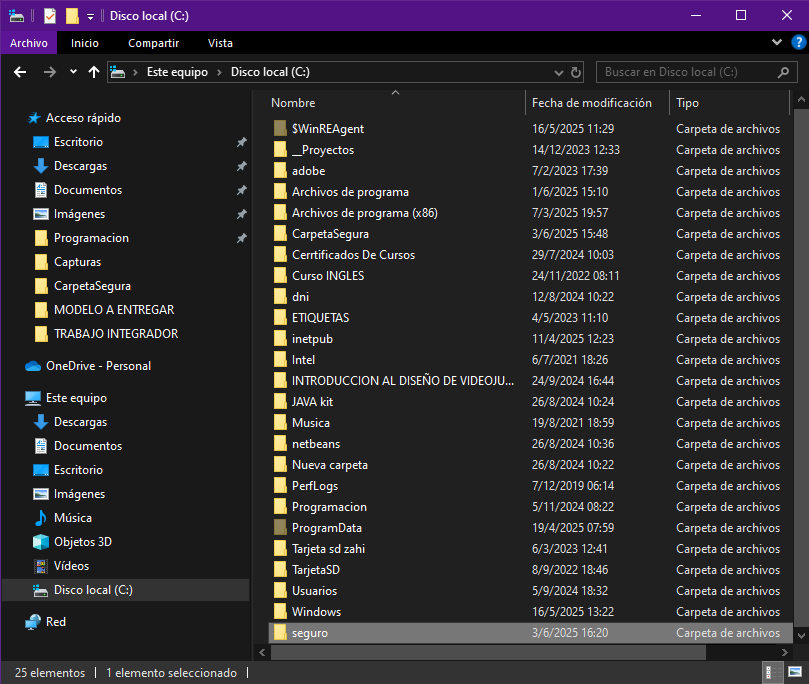 Disco local (C:)
Archivo Inicio Compartir Vista
Este equipo > Disco local (C:) Buscar en Disco local (C:)
Acceso rápido
Escritorio
Descargas
Documentos
Imágenes
Programacion
Capturas
CarpetaSegura
MODELO A ENTREGAR
TRABAJO INTEGRADOR
OneDrive - Personal
Este equipo
Descargas
Documentos
Escritorio
Imágenes
Música
Objetos 3D
Vídeos
Disco local (C:)
Red
Nombre Fecha de modificación Tipo
$WinREAgent 16/5/2025 11:29 Carpeta de archivos
__Proyectos 14/12/2023 12:33 Carpeta de archivos
adobe 7/2/2023 17:39 Carpeta de archivos
Archivos de programa 1/6/2025 15:10 Carpeta de archivos
Archivos de programa (x86) 7/3/2025 19:57 Carpeta de archivos
CarpetaSegura 3/6/2025 15:48 Carpeta de archivos
Cerrtificados De Cursos 29/7/2024 10:03 Carpeta de archivos
Curso INGLES 24/11/2022 08:11 Carpeta de archivos
dni 12/8/2024 10:22 Carpeta de archivos
ETIQUETAS 4/5/2023 11:10 Carpeta de archivos
inetpub 11/4/2025 12:23 Carpeta de archivos
Intel 6/7/2021 18:26 Carpeta de archivos
INTRODUCCION AL DISEÑO DE VIDEOJU... 24/9/2024 16:44 Carpeta de archivos
JAVA kit 26/8/2024 10:24 Carpeta de archivos
Musica 19/8/2021 18:59 Carpeta de archivos
netbeans 26/8/2024 10:36 Carpeta de archivos
Nueva carpeta 26/8/2024 10:22 Carpeta de archivos
PerfLogs 7/12/2019 06:14 Carpeta de archivos
Programacion 5/11/2024 08:22 Carpeta de archivos
ProgramData 19/4/2025 07:59 Carpeta de archivos
Tarjeta sd zahi 6/3/2023 12:41 Carpeta de archivos
TarjetaSD 8/9/2022 18:46 Carpeta de archivos
Usuarios 5/9/2024 18:32 Carpeta de archivos
Windows 16/5/2025 13:22 Carpeta de archivos
seguro 3/6/2025 16:20 Carpeta de archivos
25 elementos | 1 elemento seleccionado |